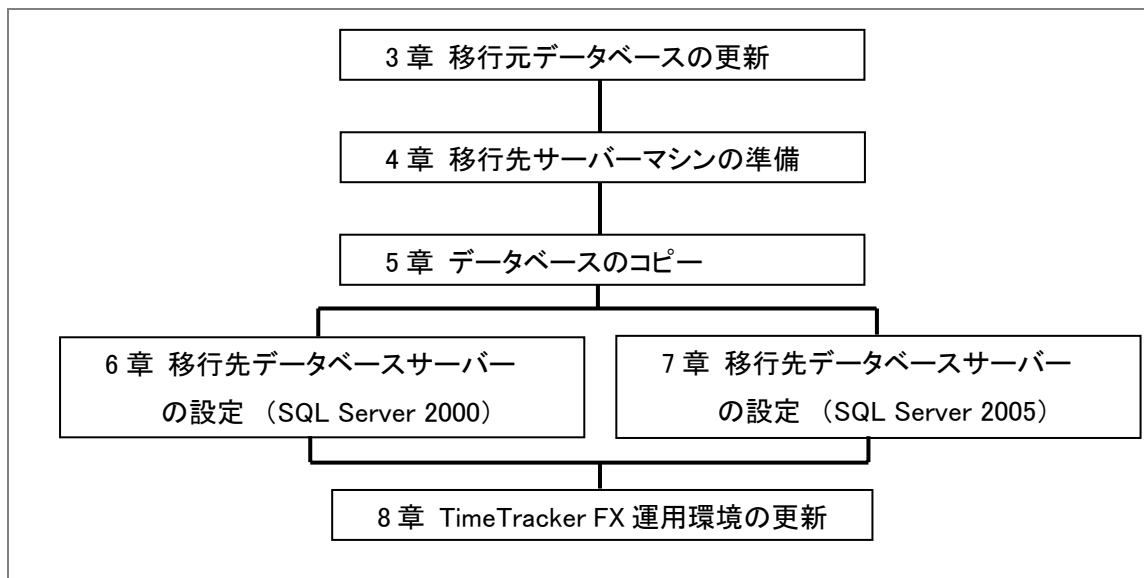 3 章 移行元データベースの更新
4 章 移行先サーバーマシンの準備
5 章 データベースのコピー
6 章 移行先データベースサーバー
の設定 (SQL Server 2000)
7 章 移行先データベースサーバー
の設定 (SQL Server 2005)
8 章 TimeTracker FX 運用環境の更新